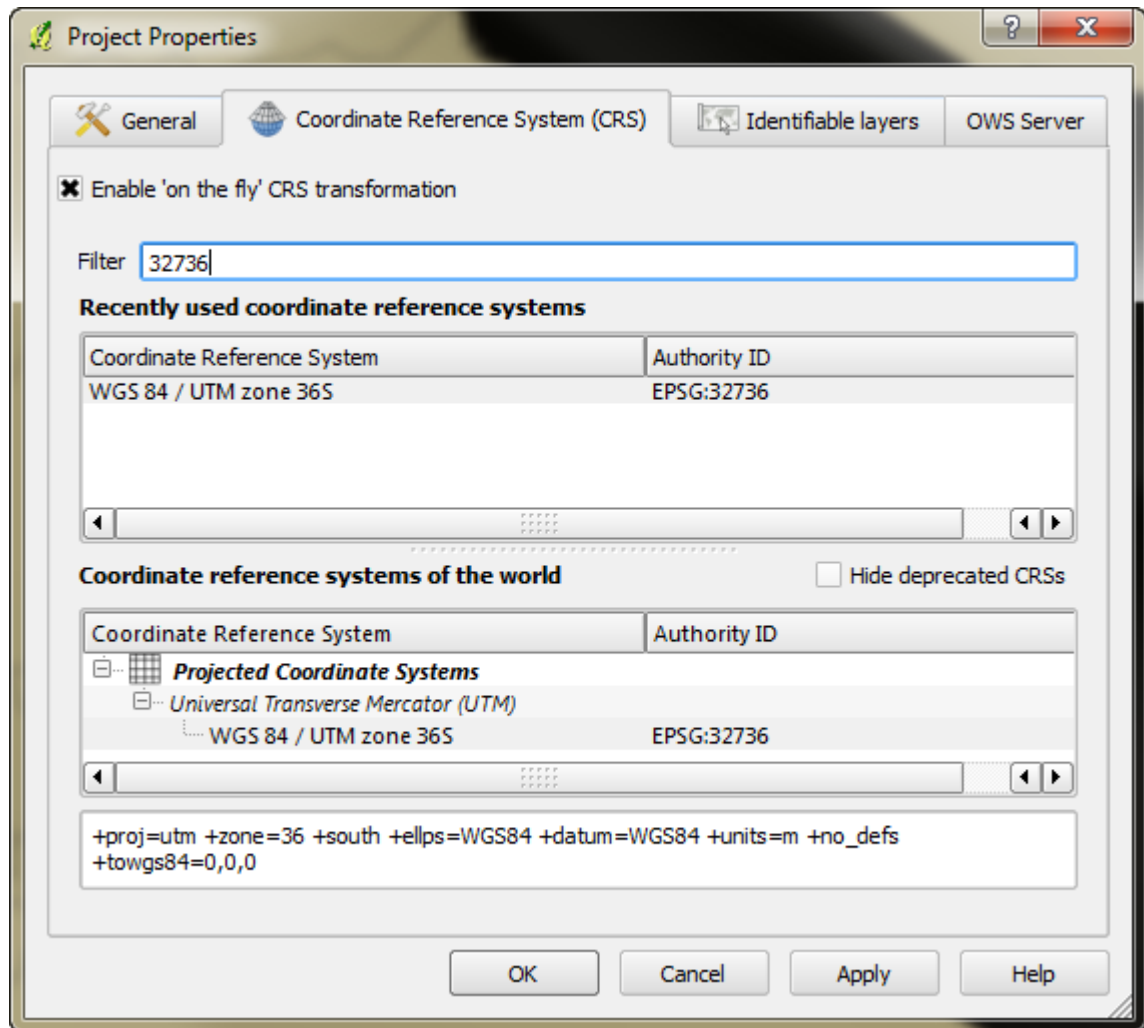 Project Properties
General
Coordinate Reference System (CRS)
Identifiable layers
OWS Server
Enable 'on the fly' CRS transformation
Filter 32736
Recently used coordinate reference systems
Coordinate Reference System Authority ID
WGS 84 / UTM zone 36S EPSG:32736
Coordinate reference systems of the world Hide deprecated CRSs
Coordinate Reference System Authority ID
Projected Coordinate Systems
Universal Transverse Mercator (UTM)
WGS 84 / UTM zone 36S EPSG:32736
+proj=utm +zone=36 +south +ellps=WGS84 +datum=WGS84 +units=m +no_defs
+towgs84=0,0,0
OK Cancel Apply Help